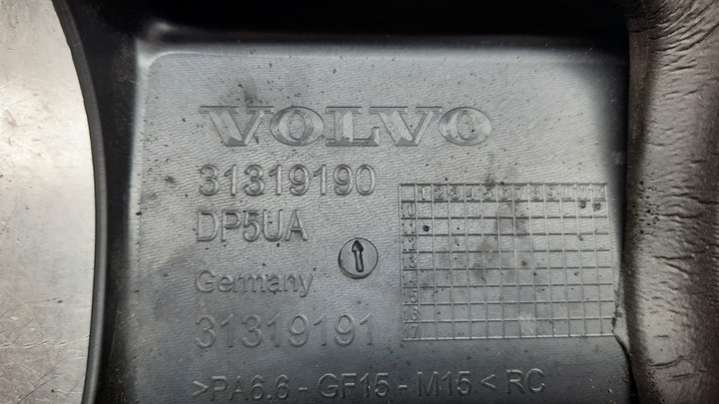 VOLVO
31319190
DP5UA
Germany
31319191
>PA6.6 - GF15 - M15 < RC